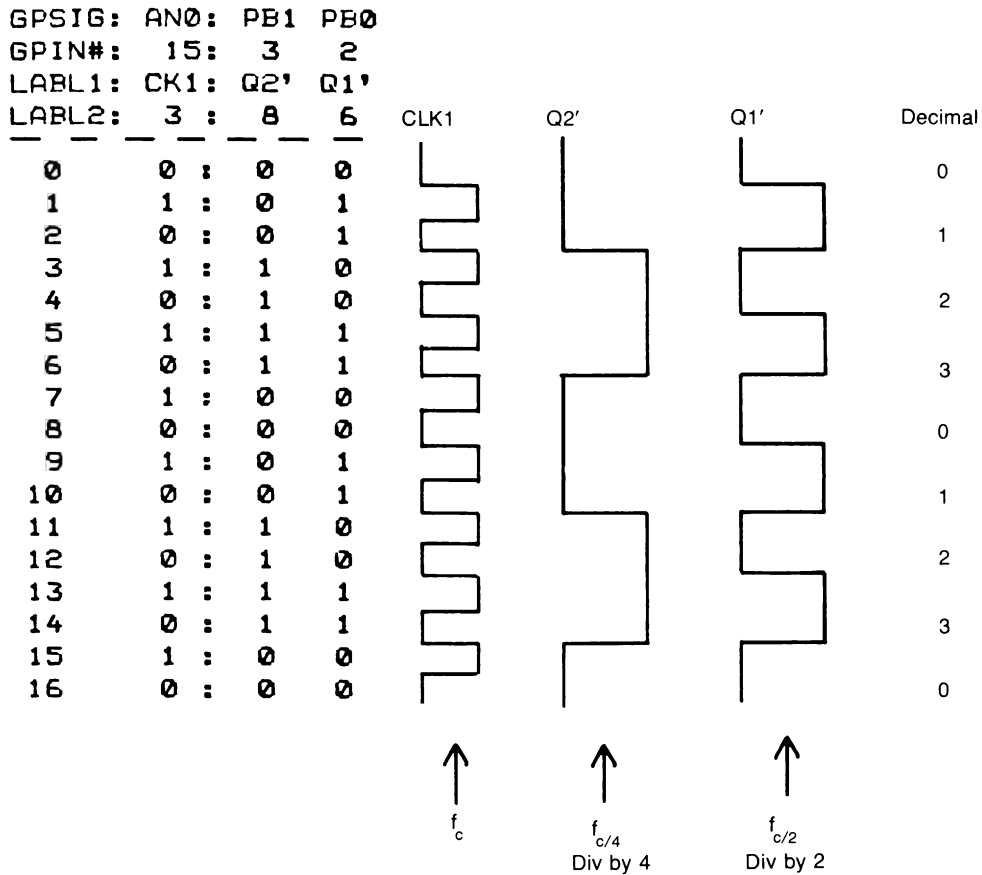 GPSIG: AN0: PB1 PB0
GPIN#: 15: 3 2
LABL1: CK1: Q2' Q1'
LABL2: 3 : 8 6 CLK1 Q2′ Q1′ Decimal
0 0 : 0 0 0
1 1 : 0 1
2 0 : 0 1 1
3 1 : 1 0
4 0 : 1 0 2
5 1 : 1 1
6 0 : 1 1 3
7 1 : 0 0
8 0 : 0 0 0
9 1 : 0 1
10 0 : 0 1 1
11 1 : 1 0
12 0 : 1 0 2
13 1 : 1 1
14 0 : 1 1 3
15 1 : 0 0
16 0 : 0 0 0
fc fc/4 fc/2
Div by 4 Div by 2